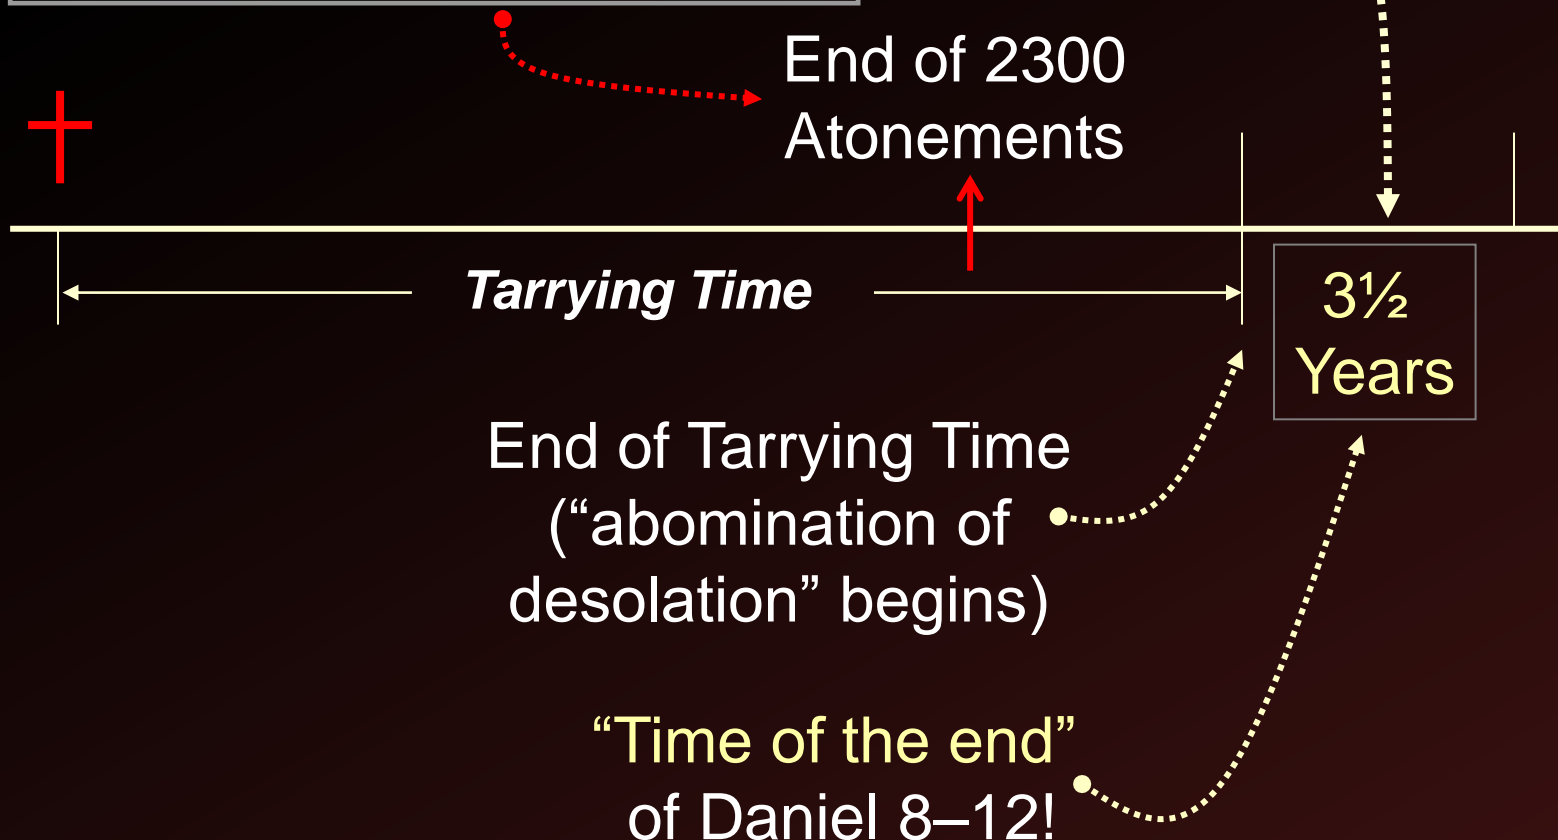 End of 2300
Atonements
Tarrying Time
3½
Years
End of Tarrying Time
(“abomination of
desolation” begins)
“Time of the end”
of Daniel 8–12!